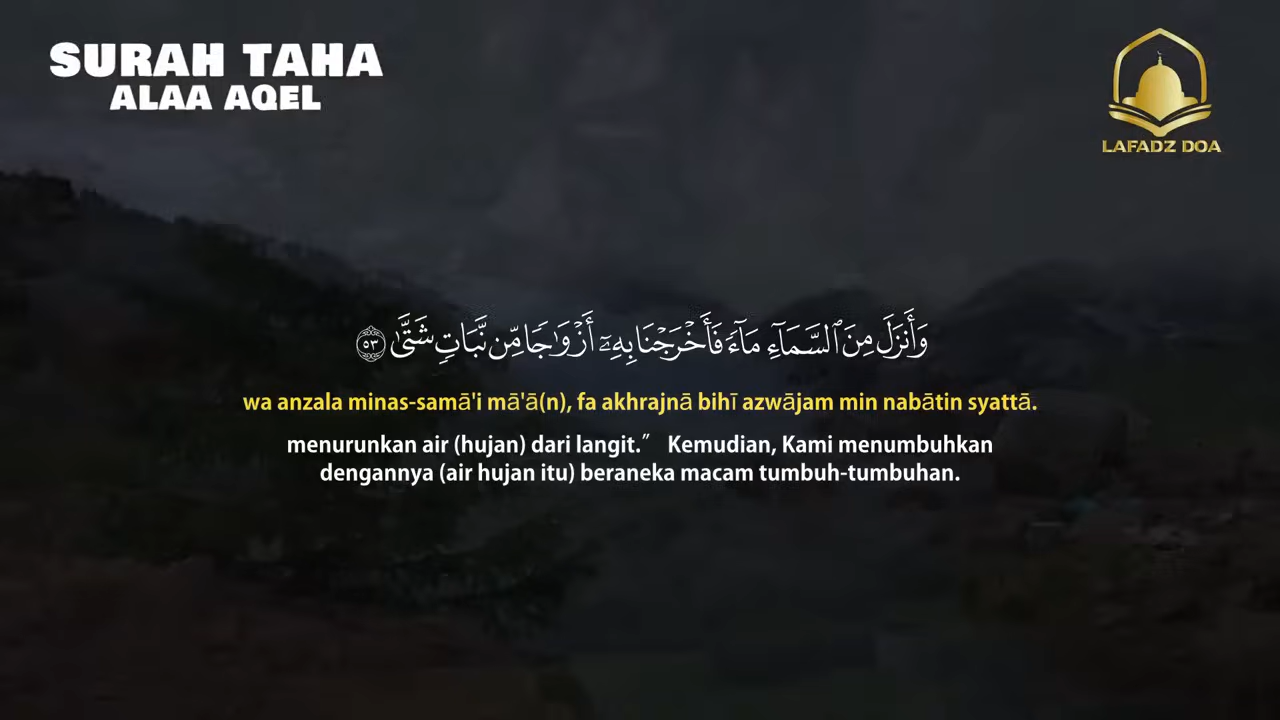 SURAH TAHA
ALAA AQEL
LAFADZ DOA
وَأَنزَلَ مِنَ ٱلسَّمَآءِ مَآءً فَأَخْرَجْنَا بِهِۦٓ أَزْوَٰجًا مِّن نَّبَاتٍ شَتَّىٰ ٥٣
wa anzala minas-samā'i mā'ā(n), fa akhrajnā bihī azwājam min nabātin syattā.
menurunkan air (hujan) dari langit.” Kemudian, Kami menumbuhkan
dengannya (air hujan itu) beraneka macam tumbuh-tumbuhan.